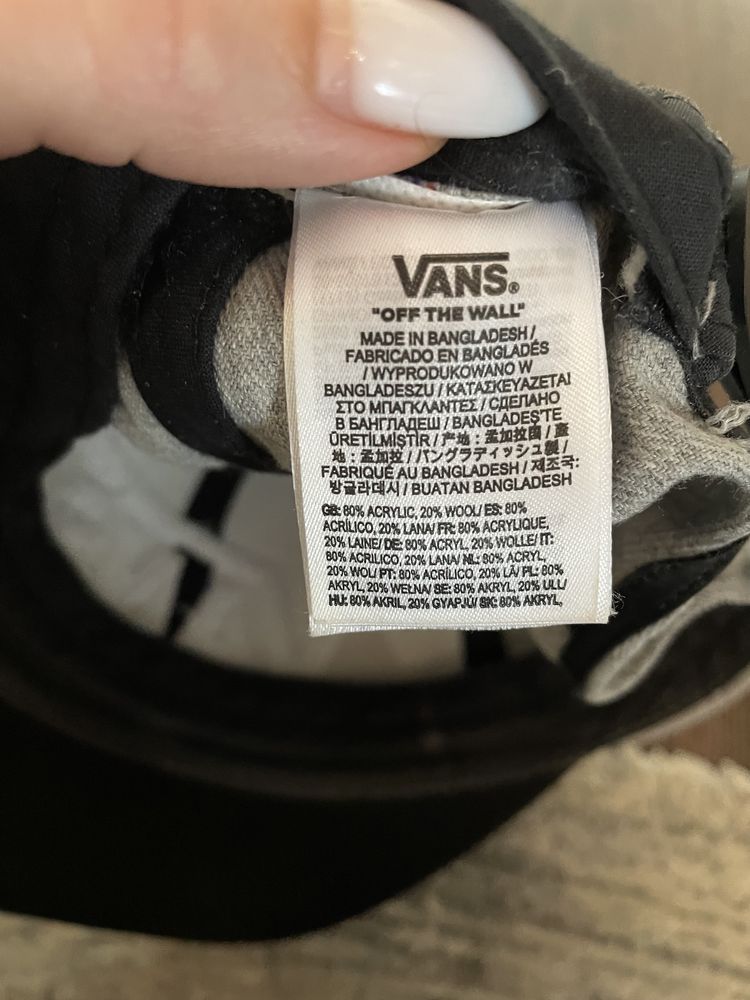 VANS®
"OFF THE WALL"
MADE IN BANGLADESH /
FABRICADO EN BANGLADÉS
/ WYPRODUKOWANO W
BANGLADESZU / ΚΑΤΑΣΚΕΥΑΖΕΤΑΙ
ΣΤΟ ΜΠΑΓΚΛΑΝΤΕΣ / СДЕЛАНО
В БАНГЛАДЕШ / BANGLADEŞ'TE
ÜRETİLMİŞTİR / 产地：孟加拉国 / 產
地：孟加拉 / バングラディッシュ製 /
FABRIQUÉ AU BANGLADESH / 제조국:
방글라데시 / BUATAN BANGLADESH
GB: 80% ACRYLIC, 20% WOOL/ ES: 80%
ACRÍLICO, 20% LANA/ FR: 80% ACRYLIQUE,
20% LAINE/ DE: 80% ACRYL, 20% WOLLE/ IT:
80% ACRILICO, 20% LANA/ NL: 80% ACRYL,
20% WOL/ PT: 80% ACRÍLICO, 20% LÃ/ PL: 80%
AKRYL, 20% WEŁNA/ SE: 80% AKRYL, 20% ULL/
HU: 80% AKRIL, 20% GYAPJÚ/ SK: 80% AKRYL,